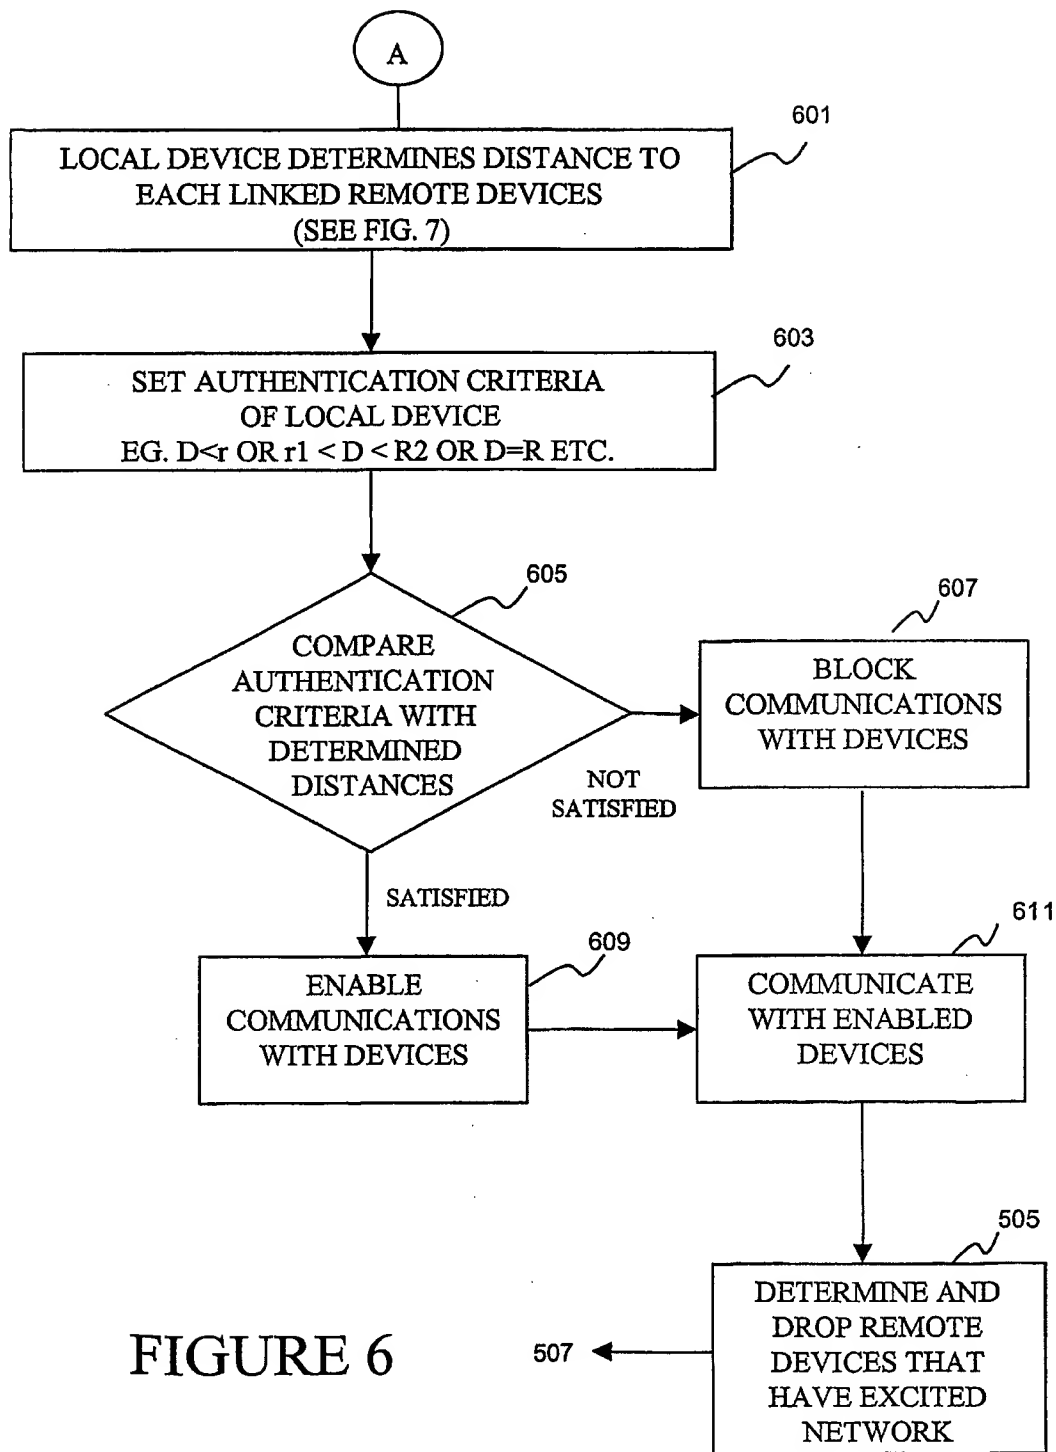 A
601
LOCAL DEVICE DETERMINES DISTANCE TO
EACH LINKED REMOTE DEVICES
(SEE FIG. 7)
603
SET AUTHENTICATION CRITERIA
OF LOCAL DEVICE
EG. D<r OR r1 < D < R2 OR D=R ETC.
605
COMPARE
AUTHENTICATION
CRITERIA WITH
DETERMINED
DISTANCES
607
BLOCK
COMMUNICATIONS
WITH DEVICES
NOT
SATISFIED
SATISFIED
609
ENABLE
COMMUNICATIONS
WITH DEVICES
611
COMMUNICATE
WITH ENABLED
DEVICES
505
DETERMINE AND
DROP REMOTE
DEVICES THAT
HAVE EXCITED
NETWORK
507
FIGURE 6